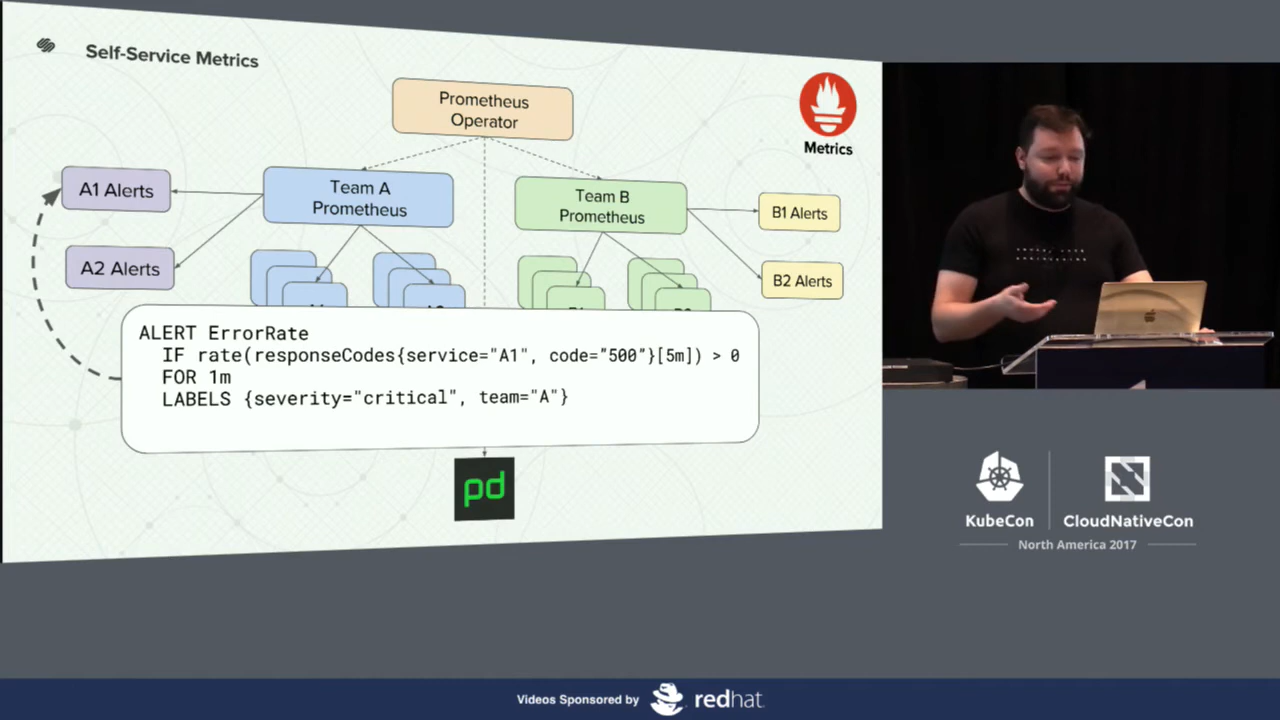 Self-Service Metrics
Prometheus
Operator
Metrics
A1 Alerts
Team A
Prometheus
Team B
Prometheus
B1 Alerts
A2 Alerts
B2 Alerts
ALERT ErrorRate
IF rate(responseCodes{service="A1", code="500"}[5m]) > 0
FOR 1m
LABELS {severity="critical", team="A"}
pd
KubeCon
CloudNativeCon
North America 2017
Videos Sponsored by
redhat.